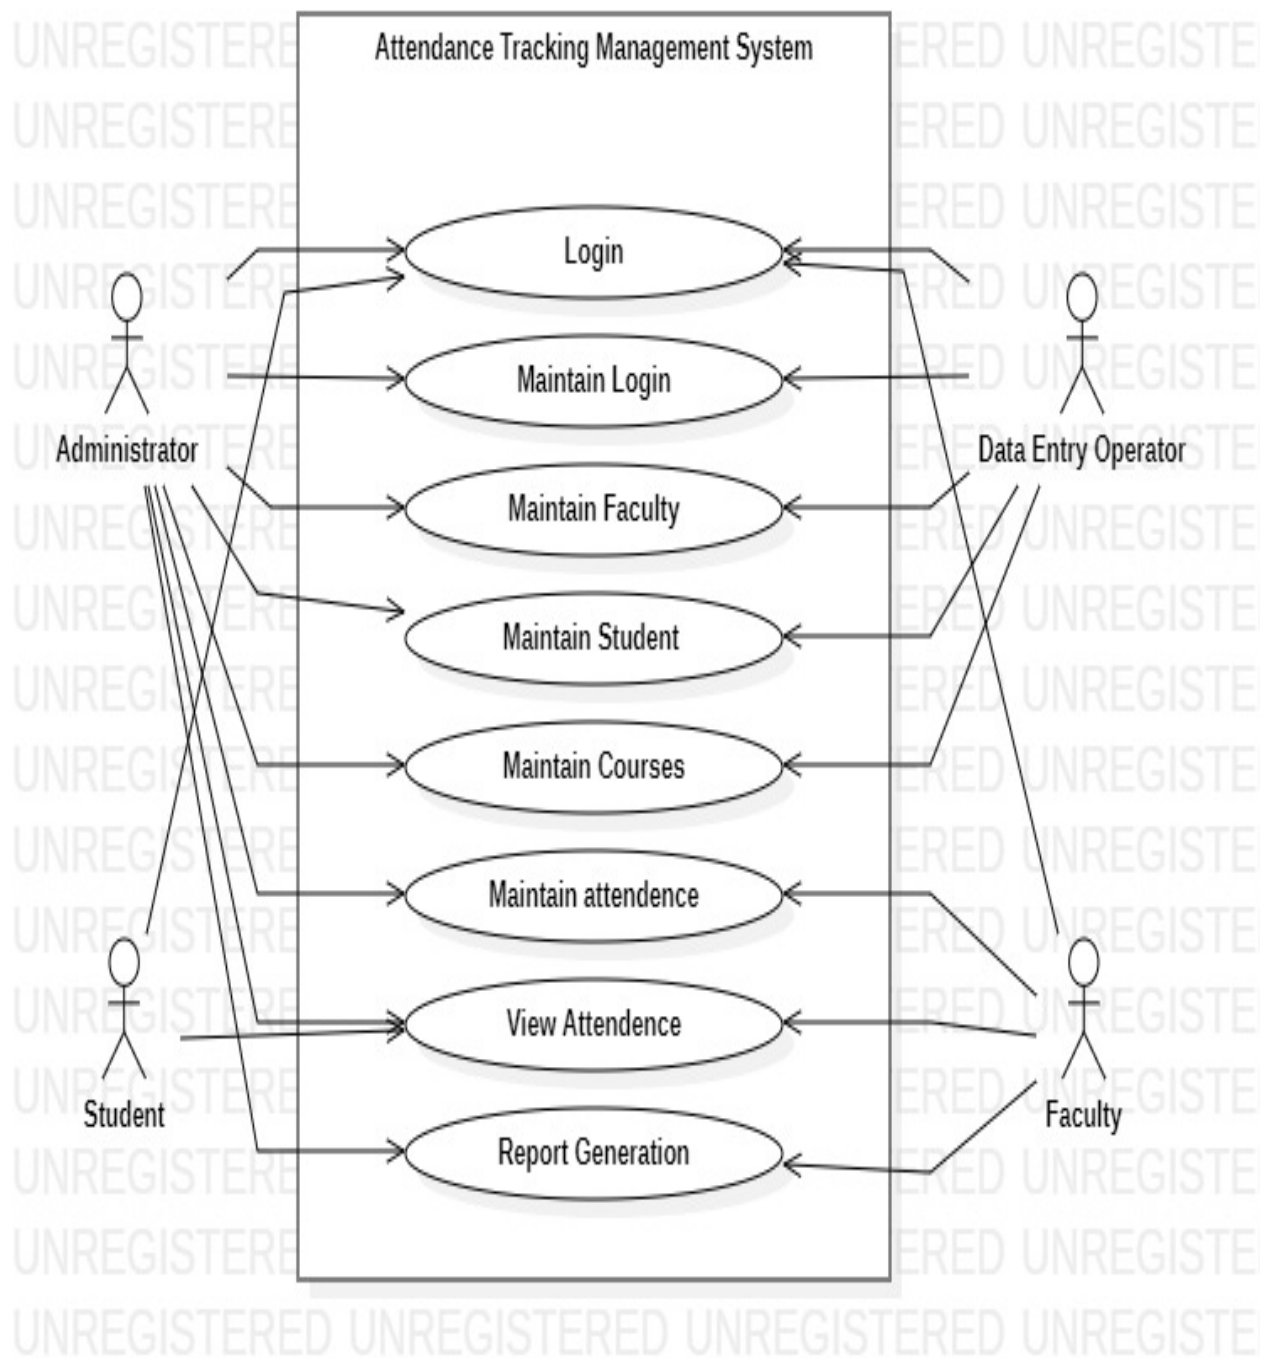 Attendance Tracking Management System
Login
Maintain Login
Administrator
Data Entry Operator
Maintain Faculty
Maintain Student
Maintain Courses
Maintain attendence
View Attendence
Student
Faculty
Report Generation
UNREGISTERED UNREGISTERED UNREGISTERED UNREGISTE